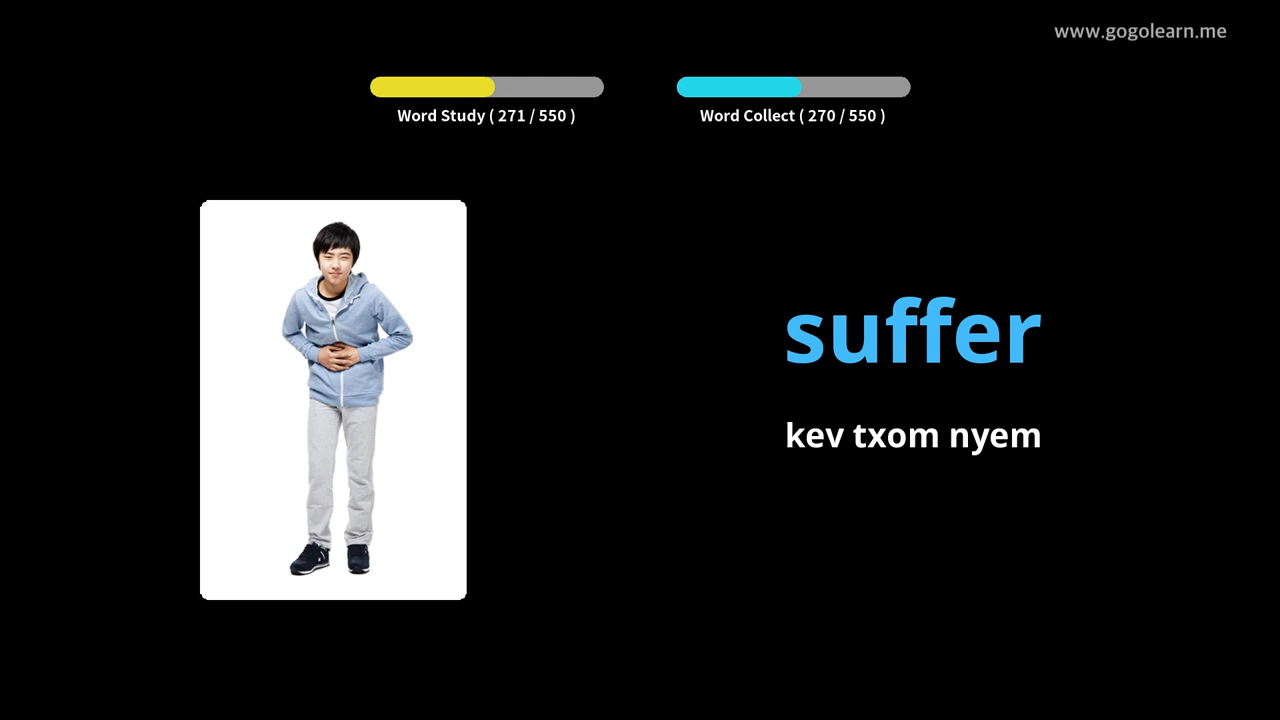 www.gogolearn.me
Word Study ( 271 / 550 )
Word Collect ( 270 / 550 )
suffer
kev txom nyem